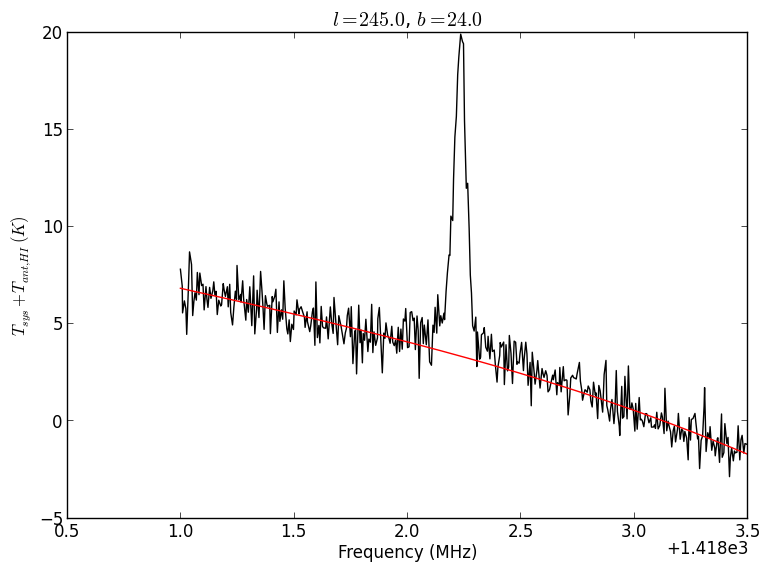 l = 245.0, b = 24.0
20
15
10
5
0
−5
T_sys + T_ant,HI (K)
0.5 1.0 1.5 2.0 2.5 3.0 3.5
+1.418e3
Frequency (MHz)